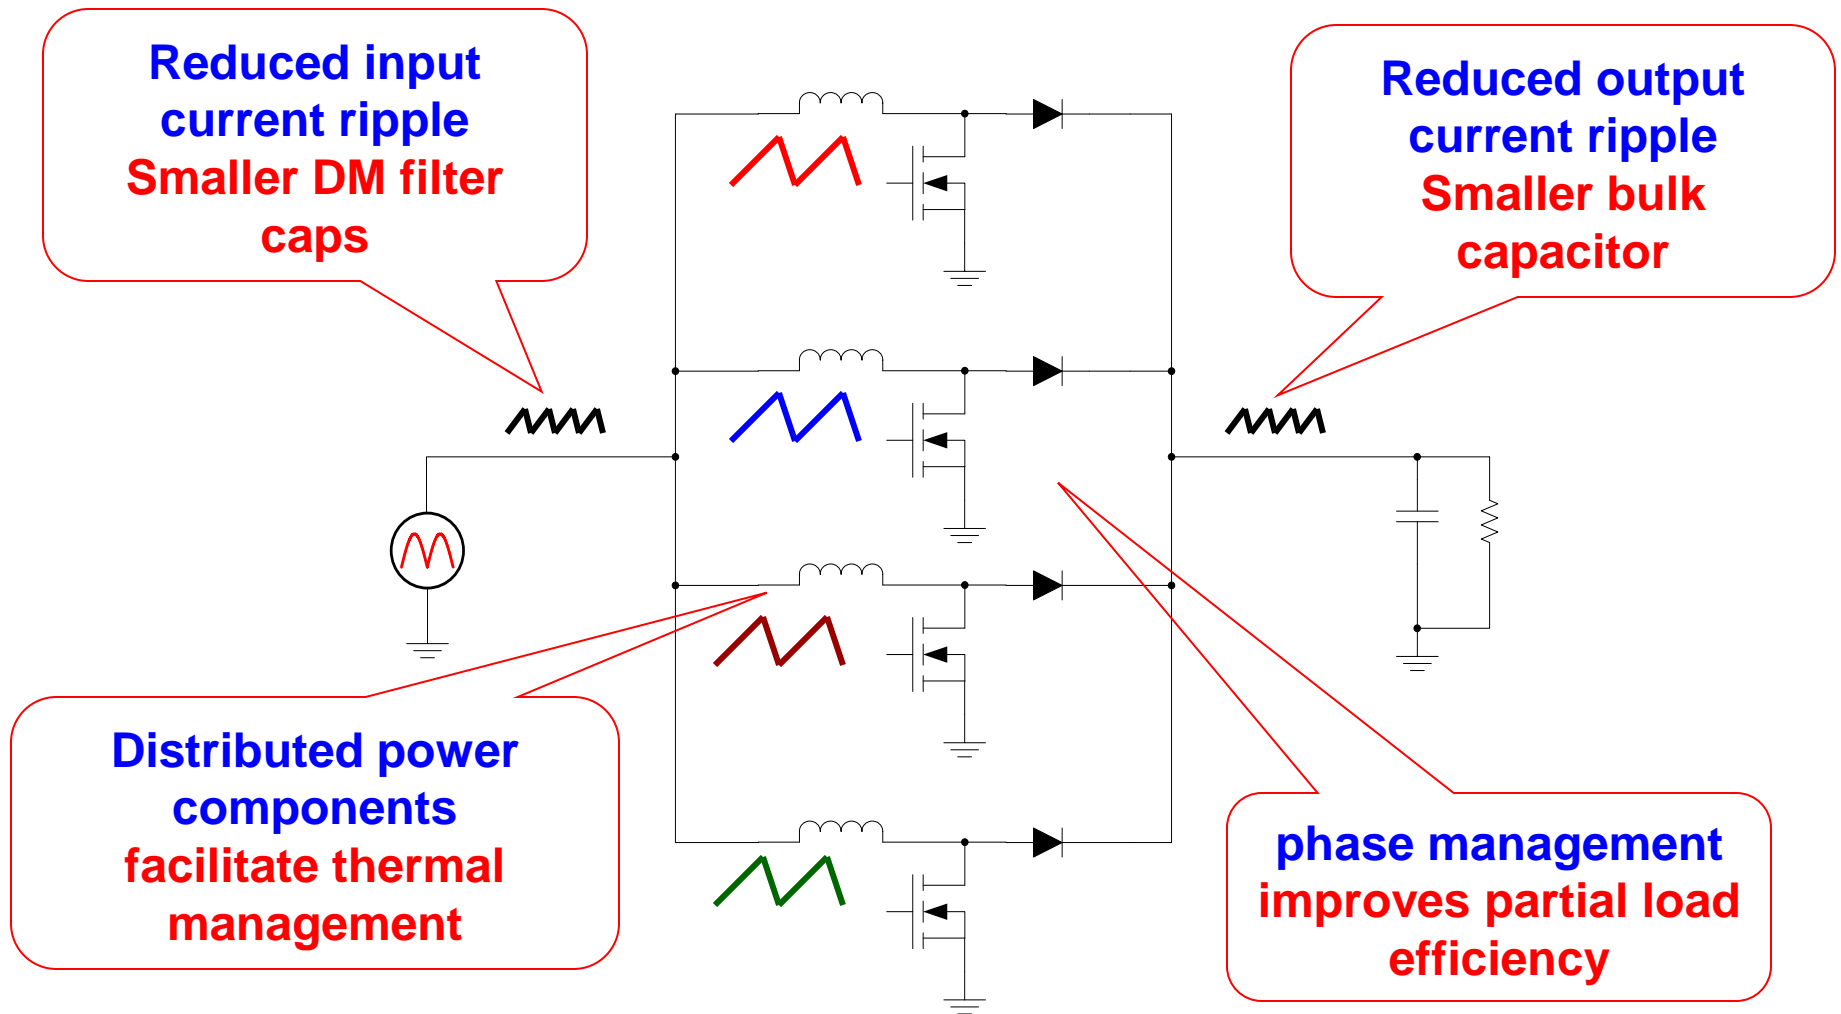 Reduced input
current ripple
Smaller DM filter
caps
Reduced output
current ripple
Smaller bulk
capacitor
Distributed power
components
facilitate thermal
management
phase management
improves partial load
efficiency